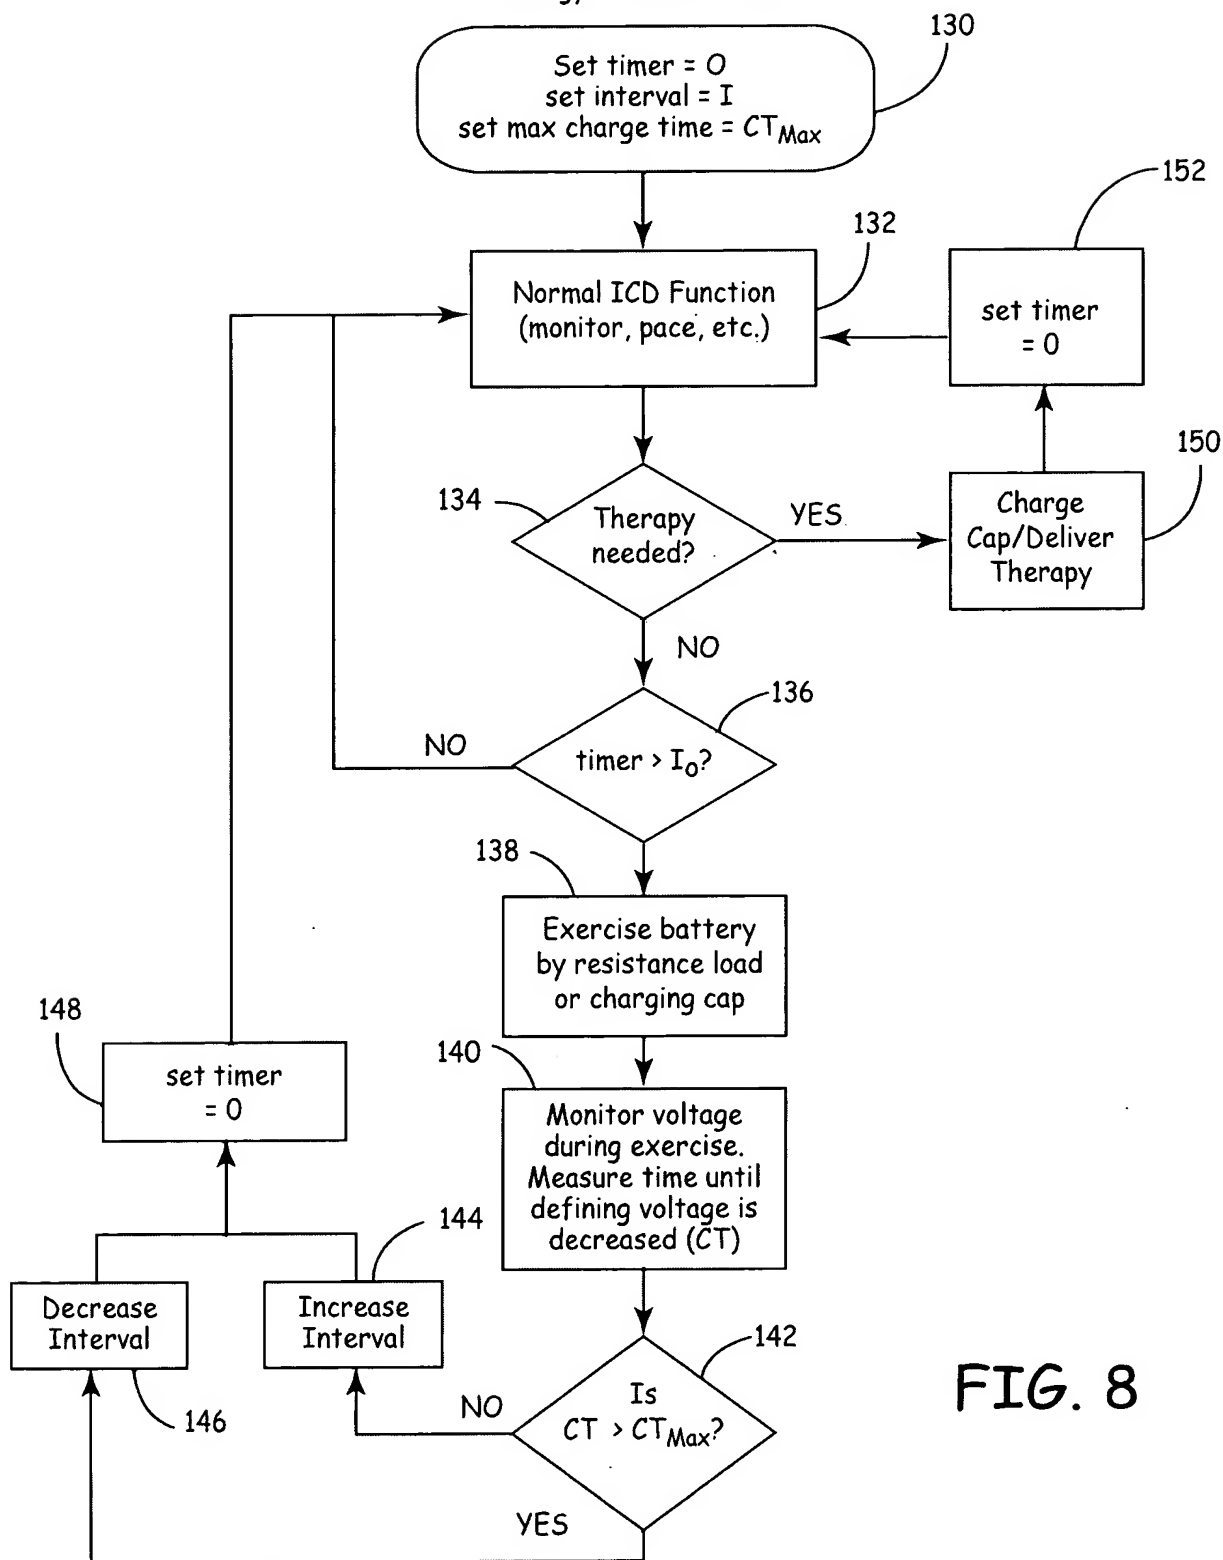 130
Set timer = 0
set interval = I
set max charge time = CTMax
152
132
Normal ICD Function
(monitor, pace, etc.)
set timer
= 0
150
134
Therapy
needed?
YES
Charge
Cap/Deliver
Therapy
NO
136
NO
timer > Io?
138
Exercise battery
by resistance load
or charging cap
148
set timer
= 0
140
Monitor voltage
during exercise.
Measure time until
defining voltage is
decreased (CT)
144
Decrease
Interval
Increase
Interval
142
146
NO
Is
CT > CTMax?
YES
FIG. 8